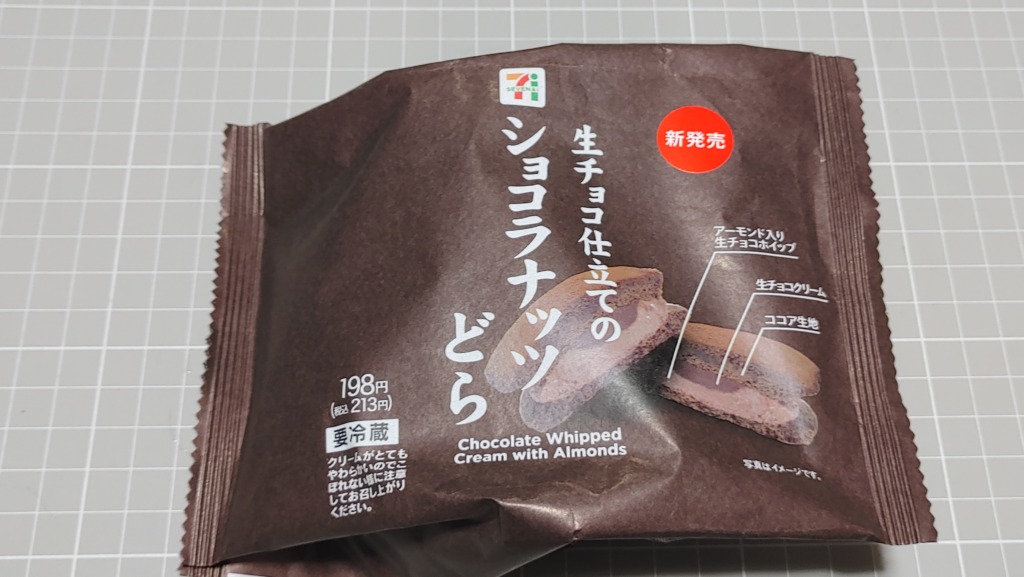 SEVEN&i
新発売
生チョコ仕立ての
ショコラナッツ
どら
Chocolate Whipped
Cream with Almonds
アーモンド入り
生チョコホイップ
生チョコクリーム
ココア生地
写真はイメージです。
198円
(税込 213円)
要冷蔵
クリームがとても
やわらかいのでこ
ぼれない様に注意
してお召し上がり
ください。